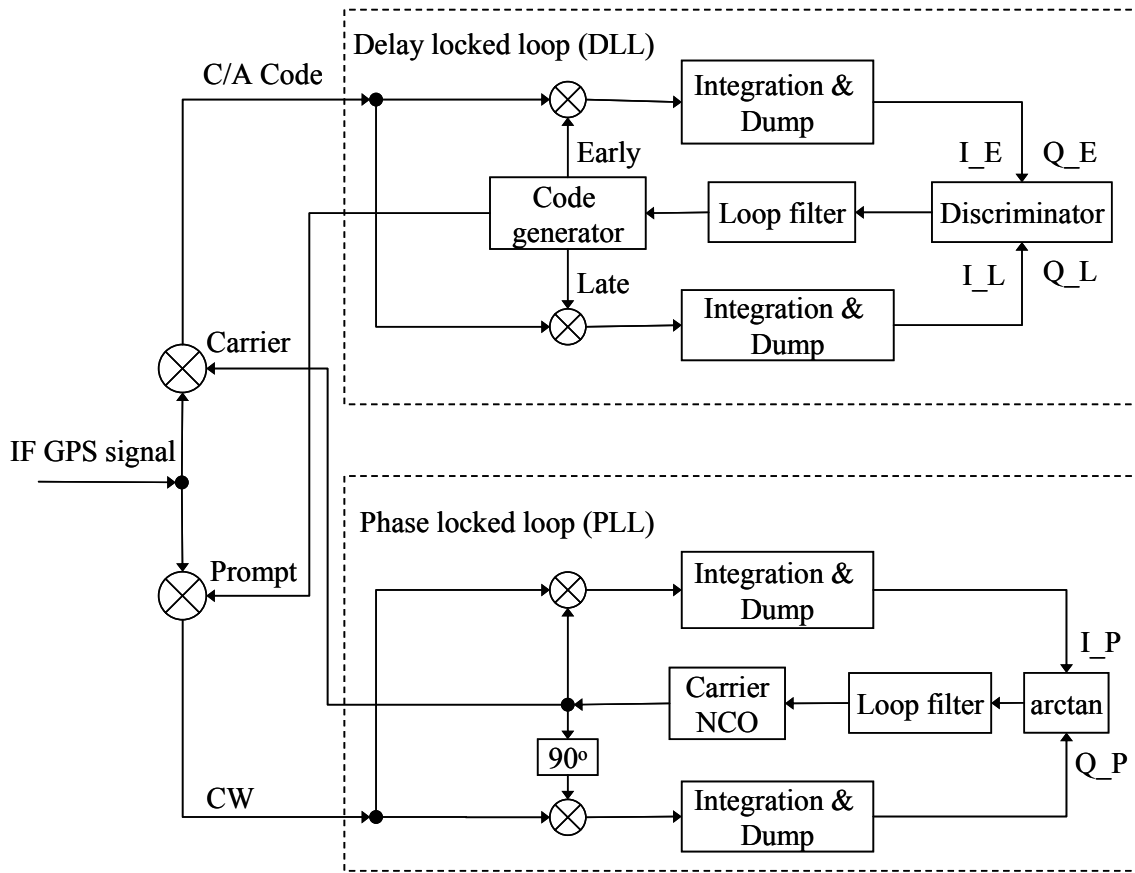 Delay locked loop (DLL)
C/A Code
Integration &
Dump
Early
I_E
Q_E
Code
generator
Loop filter
Discriminator
Late
I_L
Q_L
Integration &
Dump
Carrier
IF GPS signal
Phase locked loop (PLL)
Prompt
Integration &
Dump
I_P
Carrier
NCO
Loop filter
arctan
90º
Q_P
CW
Integration &
Dump